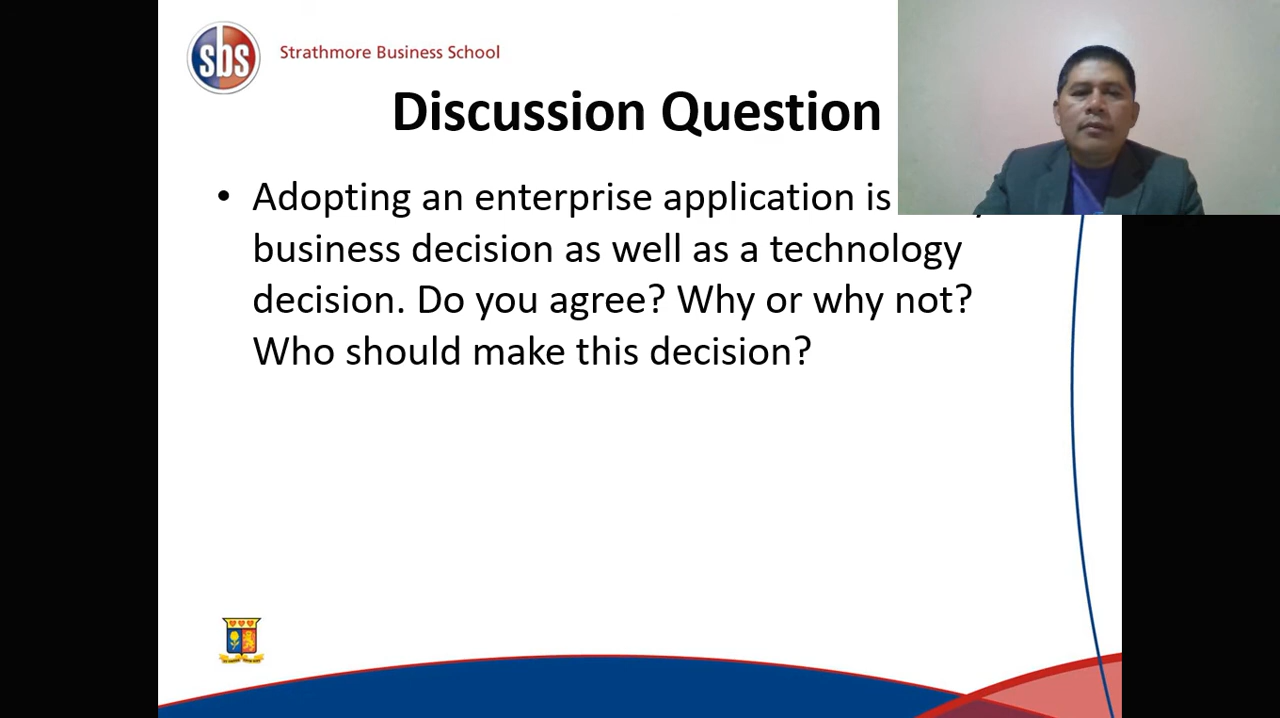 sbs
Strathmore Business School
Discussion Question
• Adopting an enterprise application is
business decision as well as a technology
decision. Do you agree? Why or why not?
Who should make this decision?